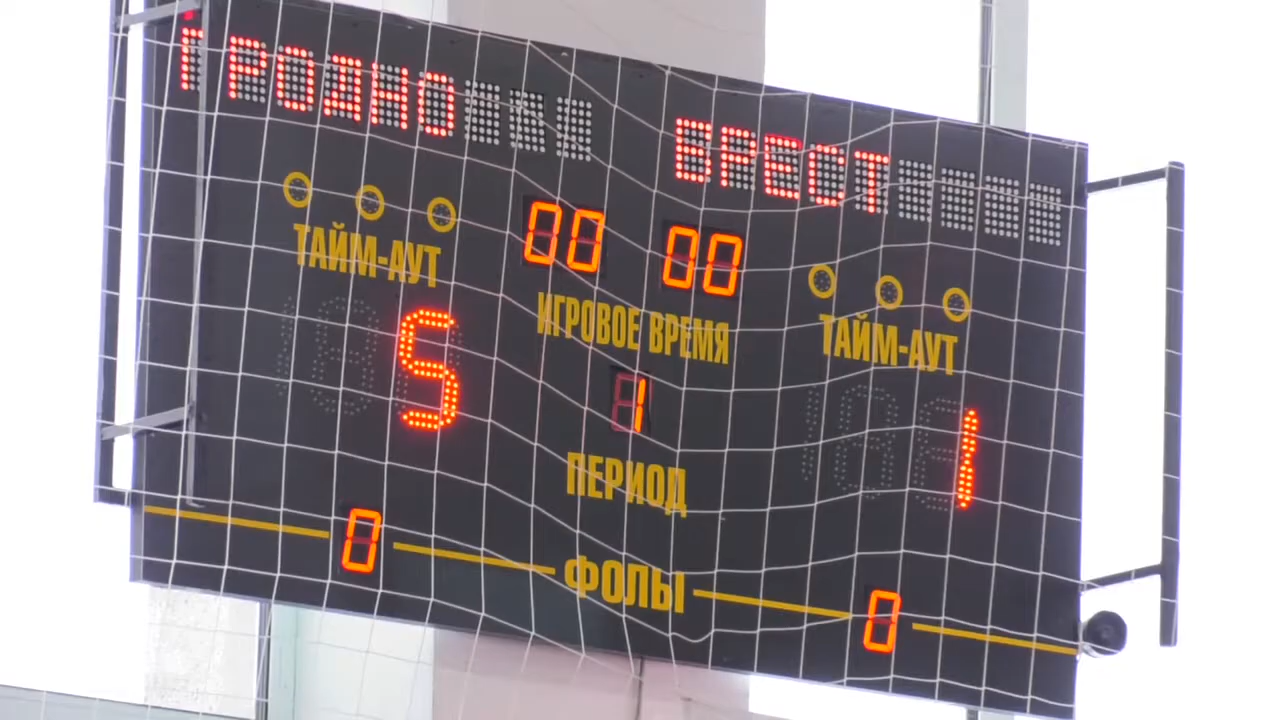 ГРОДНО БРЕСТ
ТАЙМ-АУТ 00 00 ТАЙМ-АУТ
ИГРОВОЕ ВРЕМЯ
5 1 1
ПЕРИОД
0 ФОЛЫ 0